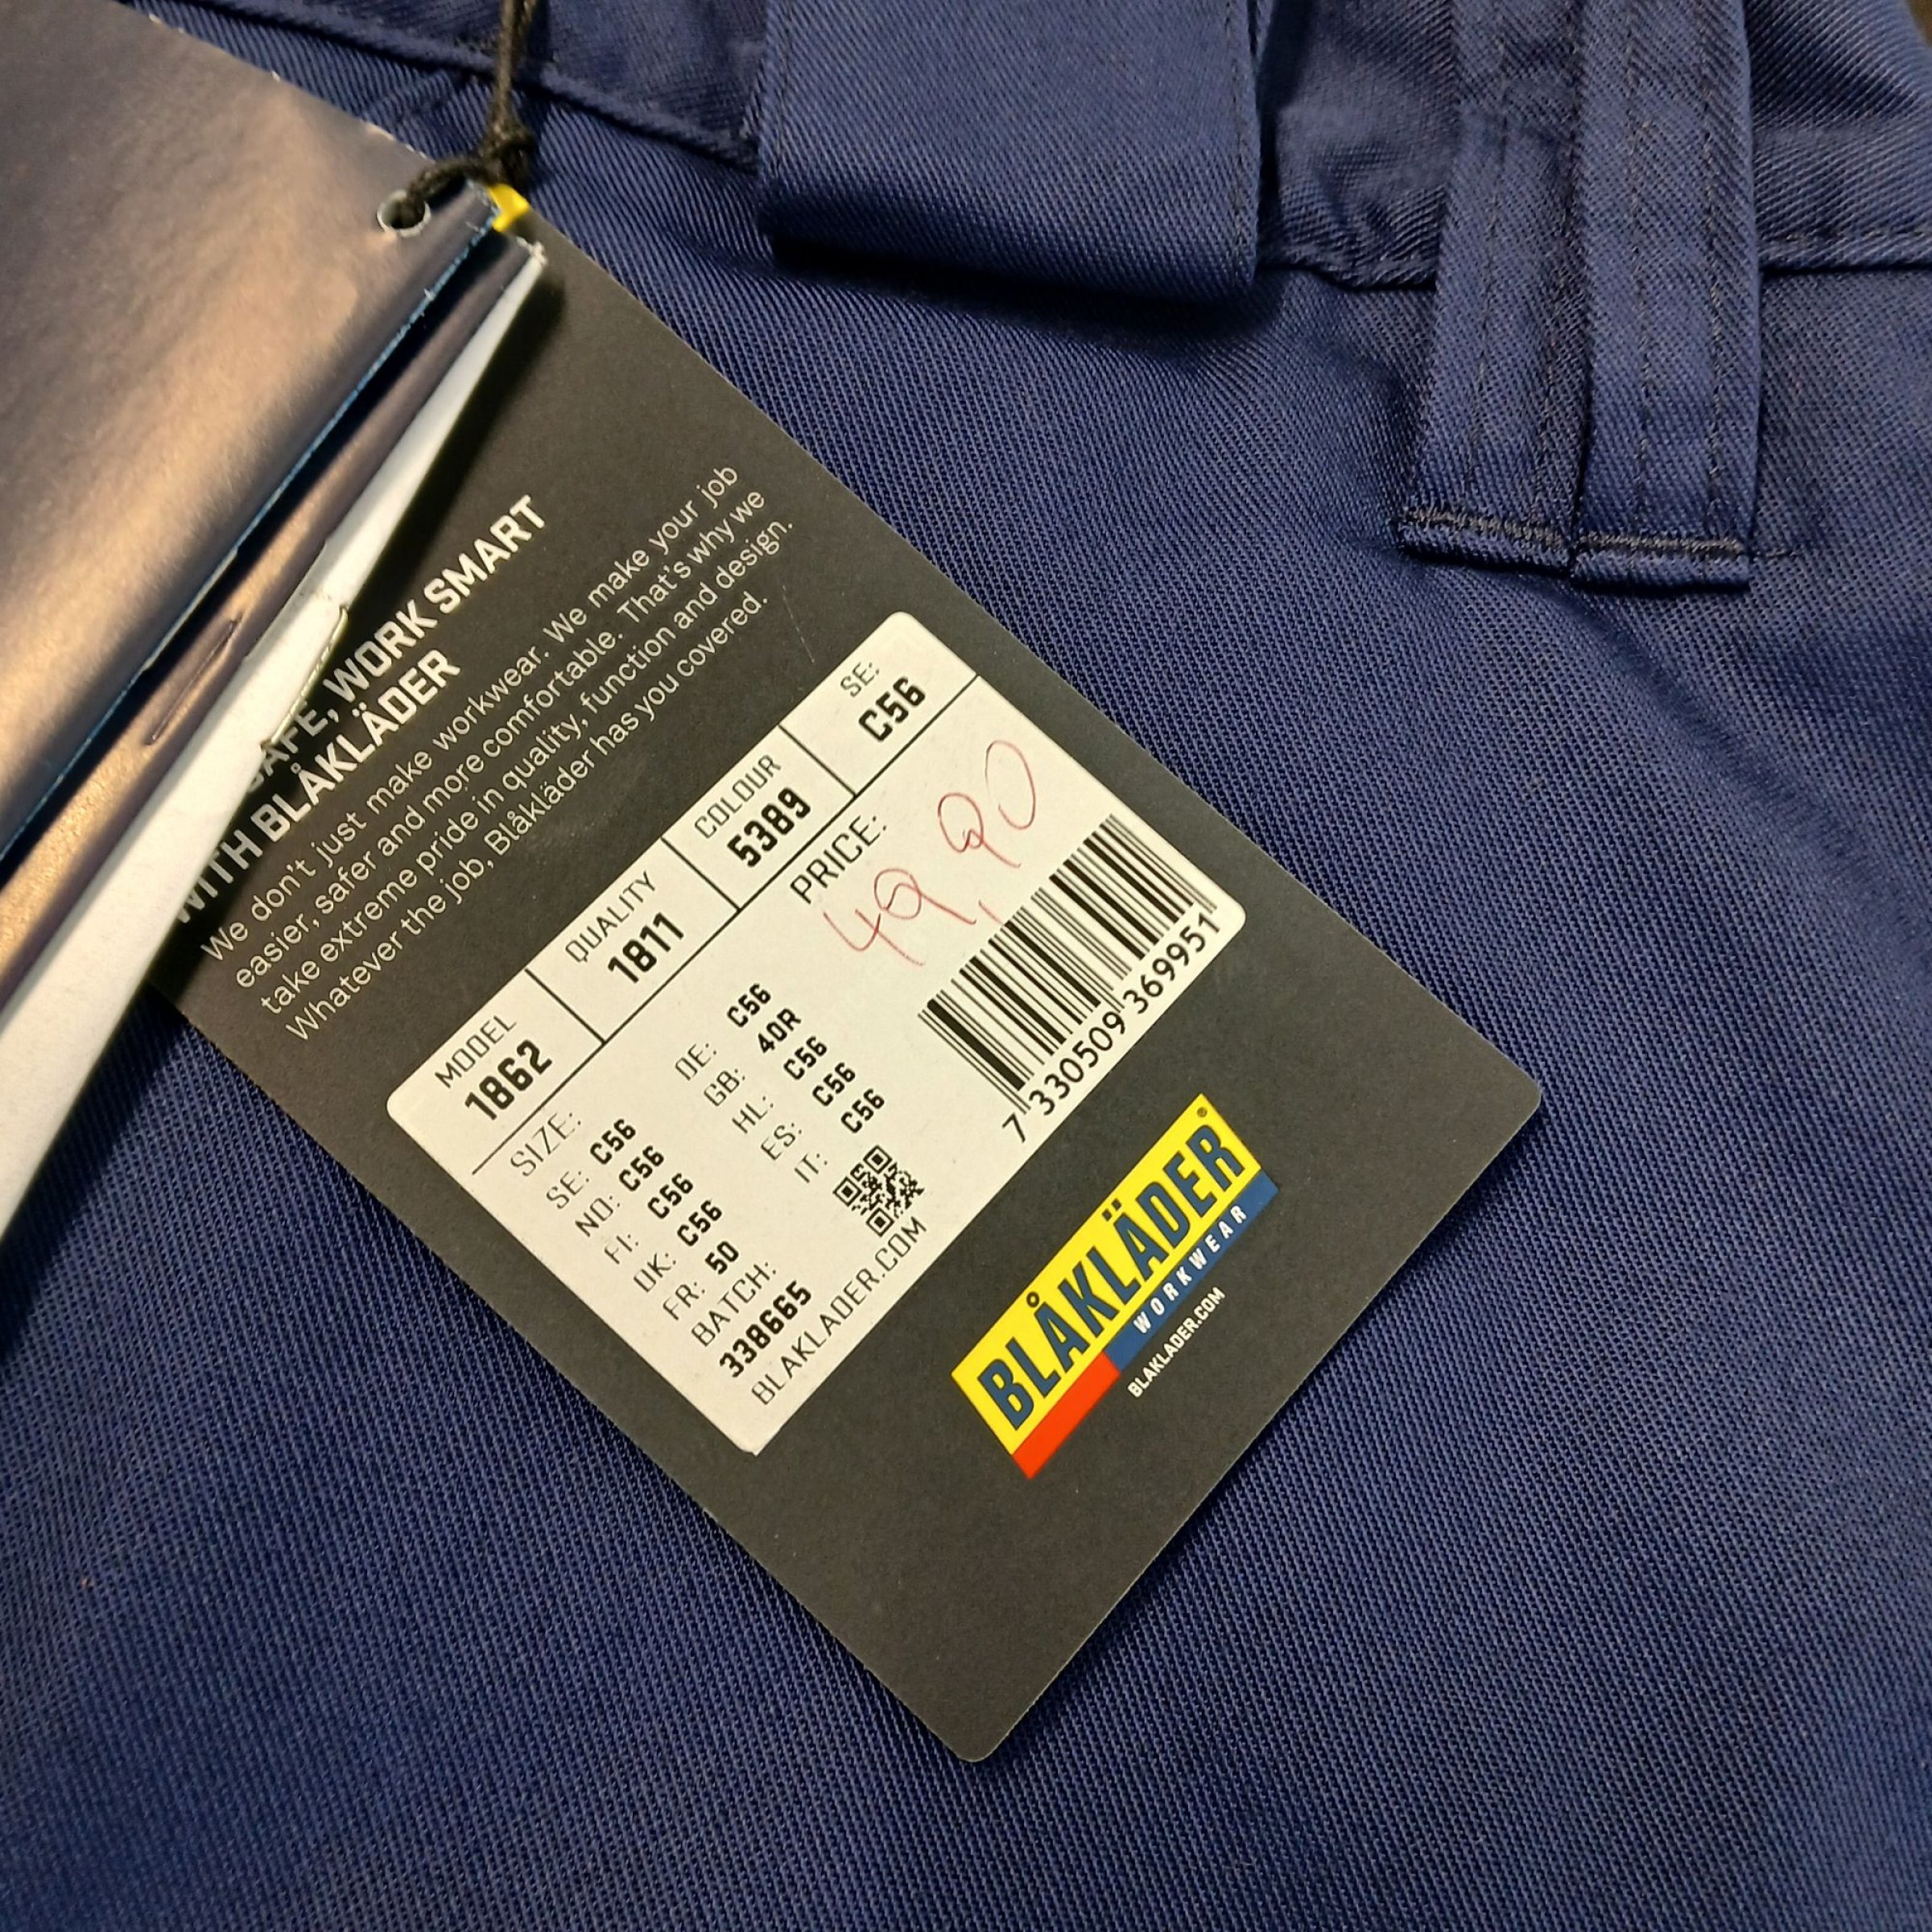 SAFE, WORK SMART
WITH BLÅKLÄDER
We don't just make workwear. We make your job
easier, safer and more comfortable. That's why we
take extreme pride in quality, function and design.
Whatever the job, Blåkläder has you covered.
MODEL QUALITY COLOUR SE:
1862 1811 5389 C56
SIZE: PRICE:
49,90
SE: C56 DE: C56
NO: C56 GB: 40R
FI: C56 HL: C56
DK: C56 ES: C56
FR: 50 IT: C56
BATCH:
338665
BLAKLADER.COM
7 330509 369951
BLÅKLÄDER®
WORKWEAR
BLAKLADER.COM